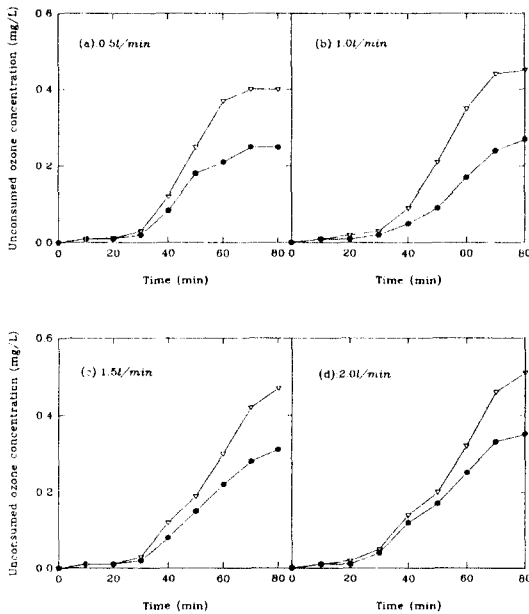 Unconsumed ozone concentration (mg/L)
0.6
0.4
0.2
0.0
(a) 0.5l/min
0 20 40 60 80
Time (min)
(b) 1.0l/min
0 20 40 60 80
Time (min)
Unconsumed ozone concentration (mg/L)
0.6
0.4
0.2
0.0
(c) 1.5l/min
0 20 40 60 80
Time (min)
(d) 2.0l/min
0 20 40 60 80
Time (min)